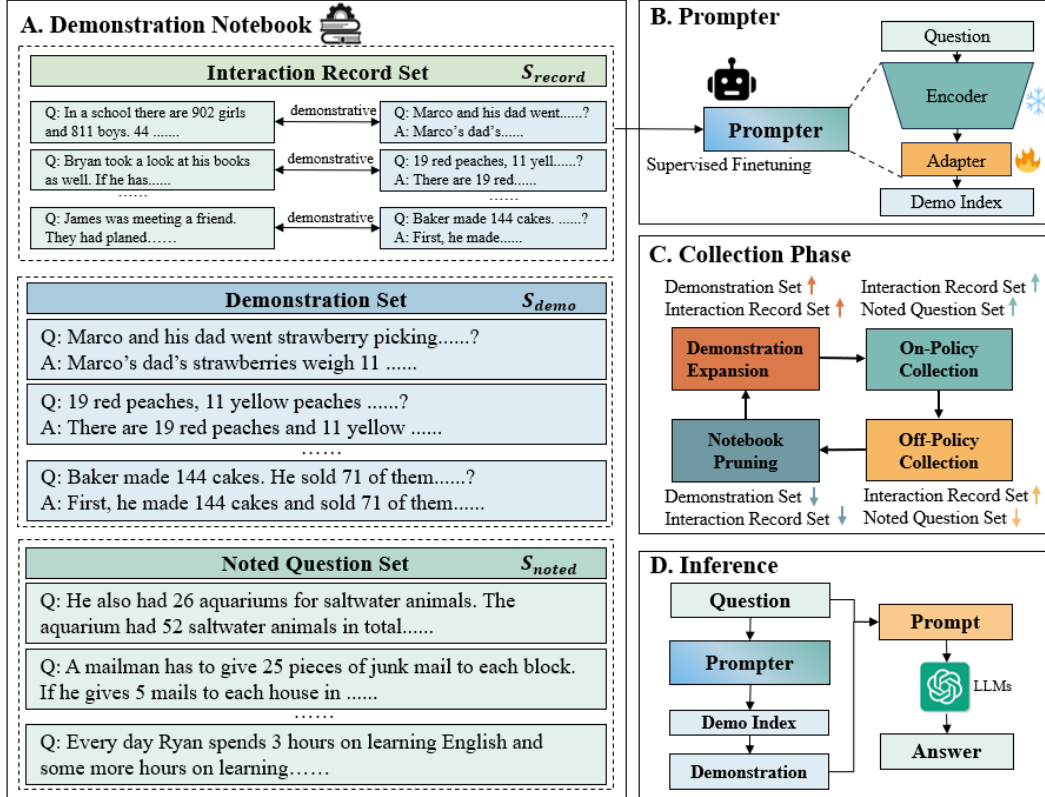 A. Demonstration Notebook
Interaction Record Set S_record
Q: In a school there are 902 girls
and 811 boys. 44 .......
demonstrative
Q: Marco and his dad went......?
A: Marco's dad's......
Q: Bryan took a look at his books
as well. If he has......
Q: 19 red peaches, 11 yell.....?
A: There are 19 red......
......
......
Q: James was meeting a friend.
They had planed……
demonstrative
Q: Baker made 144 cakes. ......?
A: First, he made......
Demonstration Set S_demo
Q: Marco and his dad went strawberry picking......?
A: Marco's dad's strawberries weigh 11 ......
Q: 19 red peaches, 11 yellow peaches ......?
A: There are 19 red peaches and 11 yellow ......
......
Q: Baker made 144 cakes. He sold 71 of them......?
A: First, he made 144 cakes and sold 71 of them......
Noted Question Set S_noted
Q: He also had 26 aquariums for saltwater animals. The
aquarium had 52 saltwater animals in total......
Q: A mailman has to give 25 pieces of junk mail to each block.
If he gives 5 mails to each house in ......
......
Q: Every day Ryan spends 3 hours on learning English and
some more hours on learning……
B. Prompter
Prompter
Supervised Finetuning
Question
Encoder
Adapter
Demo Index
C. Collection Phase
Demonstration Set ↑
Interaction Record Set ↑
Interaction Record Set ↑
Noted Question Set ↑
Demonstration
Expansion
On-Policy
Collection
Notebook
Pruning
Off-Policy
Collection
Demonstration Set ↓
Interaction Record Set ↓
Interaction Record Set ↑
Noted Question Set ↓
D. Inference
Question
Prompter
Demo Index
Demonstration
Prompt
LLMs
Answer